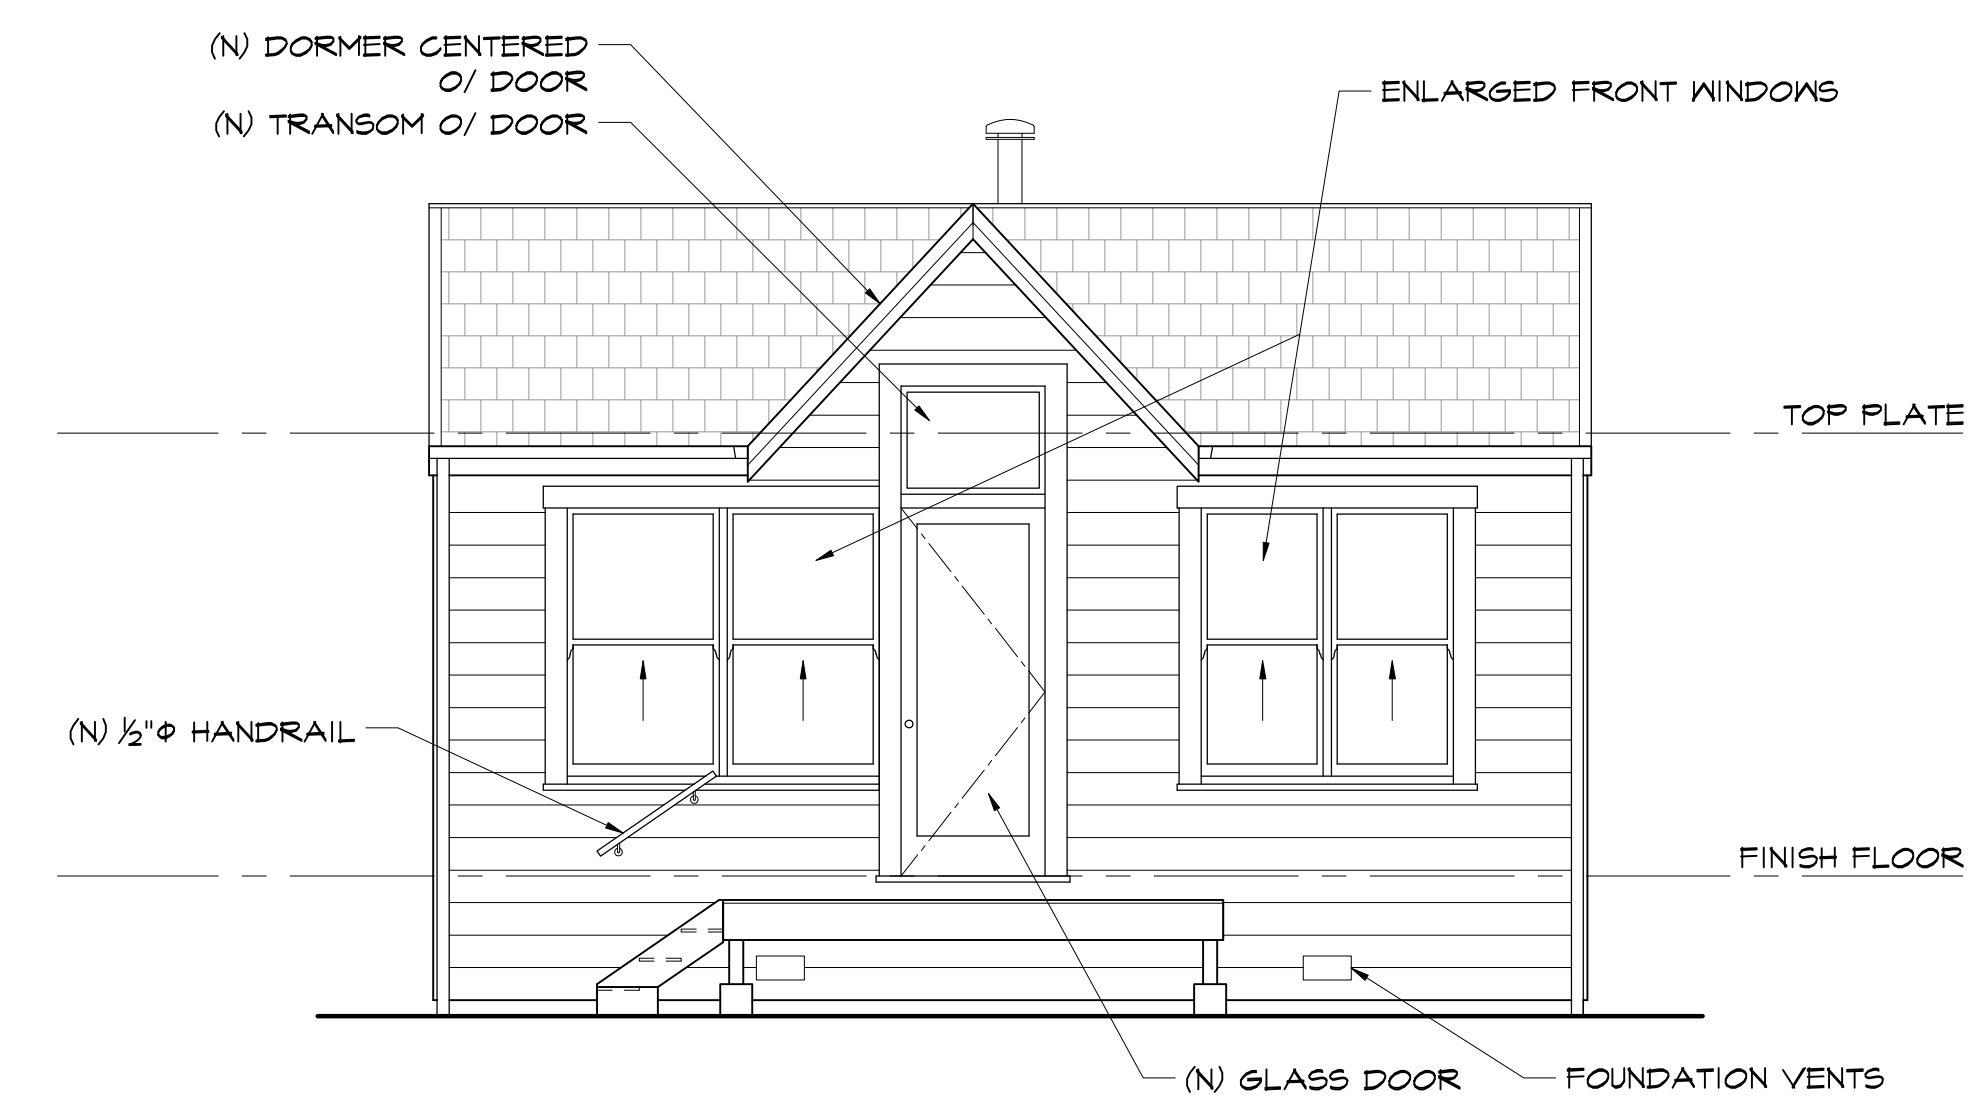 (N) DORMER CENTERED
O/ DOOR
(N) TRANSOM O/ DOOR
ENLARGED FRONT WINDOWS
TOP PLATE
(N) ½"Φ HANDRAIL
FINISH FLOOR
(N) GLASS DOOR
FOUNDATION VENTS